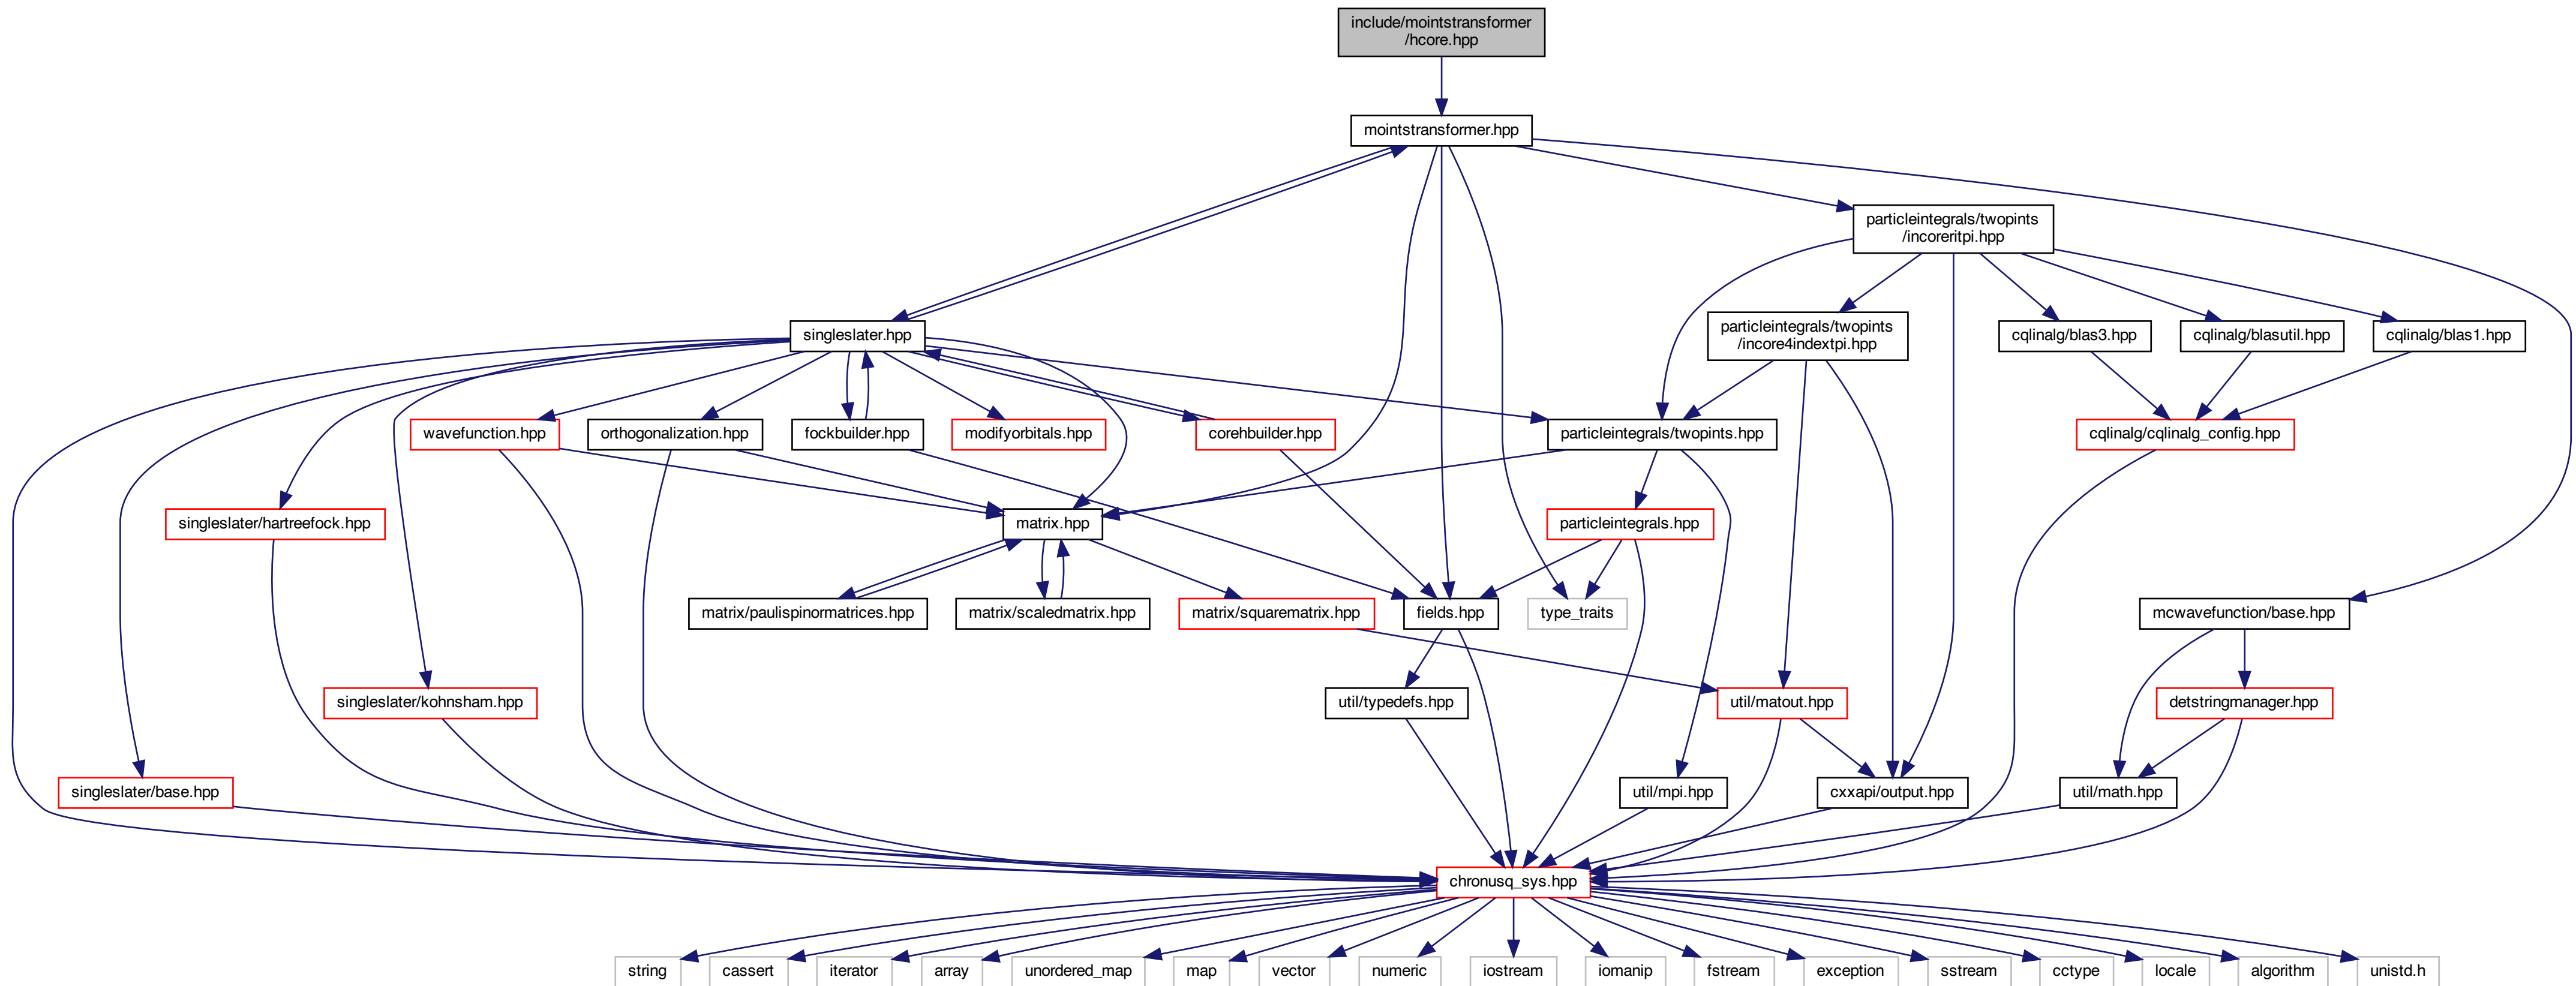 include/mointstransformer
/hcore.hpp
mointstransformer.hpp
particleintegrals/twopints
/incoreritpi.hpp
singleslater.hpp
particleintegrals/twopints
/incore4indextpi.hpp
cqlinalg/blas3.hpp
cqlinalg/blasutil.hpp
cqlinalg/blas1.hpp
wavefunction.hpp
orthogonalization.hpp
fockbuilder.hpp
modifyorbitals.hpp
corehbuilder.hpp
particleintegrals/twopints.hpp
cqlinalg/cqlinalg_config.hpp
singleslater/hartreefock.hpp
matrix.hpp
particleintegrals.hpp
matrix/paulispinormatrices.hpp
matrix/scaledmatrix.hpp
matrix/squarematrix.hpp
fields.hpp
type_traits
mcwavefunction/base.hpp
singleslater/kohnsham.hpp
util/typedefs.hpp
util/matout.hpp
detstringmanager.hpp
singleslater/base.hpp
util/mpi.hpp
cxxapi/output.hpp
util/math.hpp
chronusq_sys.hpp
string
cassert
iterator
array
unordered_map
map
vector
numeric
iostream
iomanip
fstream
exception
sstream
cctype
locale
algorithm
unistd.h